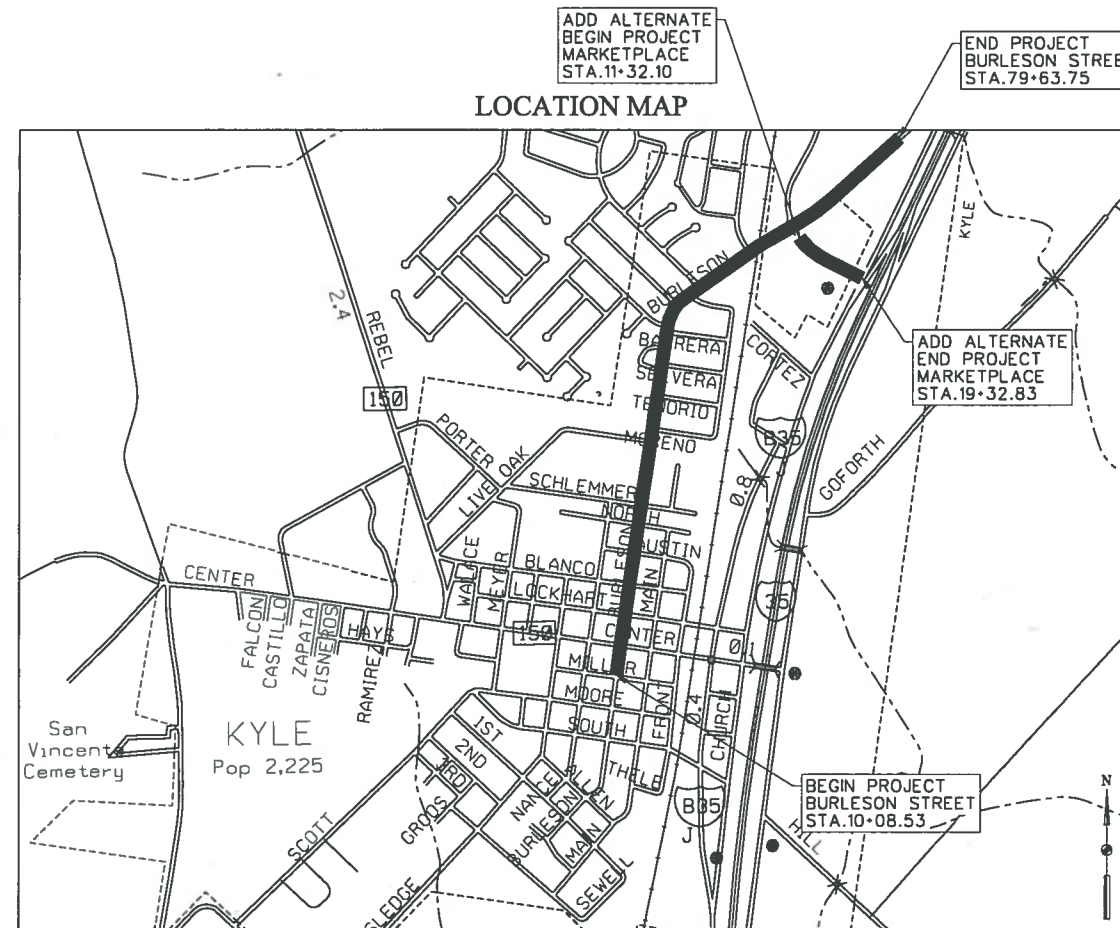 ADD ALTERNATE
BEGIN PROJECT
MARKETPLACE
STA.11+32.10
END PROJECT
BURLESON STREE
STA.79+63.75
LOCATION MAP
KYLE
BURLESON
2.4
REBEL
BARRERA
CORTEZ
SELVERA
ADD ALTERNATE
END PROJECT
MARKETPLACE
STA.19+32.83
150
TENORIO
B35
J
PORTER
MORENO
GOFORTH
LIVE OAK
SCHLEMMER
0.8
NORTH
AUSTIN
WALACE
MEYER
BLANCO
BURLESON
CENTER
LOCKHART
MAIN
35
FALCON
CASTILLO
ZAPATA
CISNEROS
HAYS
150
CENTER
0.1
RAMIREZ
MILLER
MOORE
FRONT
0.4
San
Vincent
Cemetery
KYLE
Pop 2,225
1ST
SOUTH
CHURCH
2ND
3RD
THELB
ALLEN
NANCE
BEGIN PROJECT
BURLESON STREET
STA.10+08.53
B35
J
N
GROOS
BURLESON
MAIN
HILL
SCOTT
SEWELL
SLEDGE